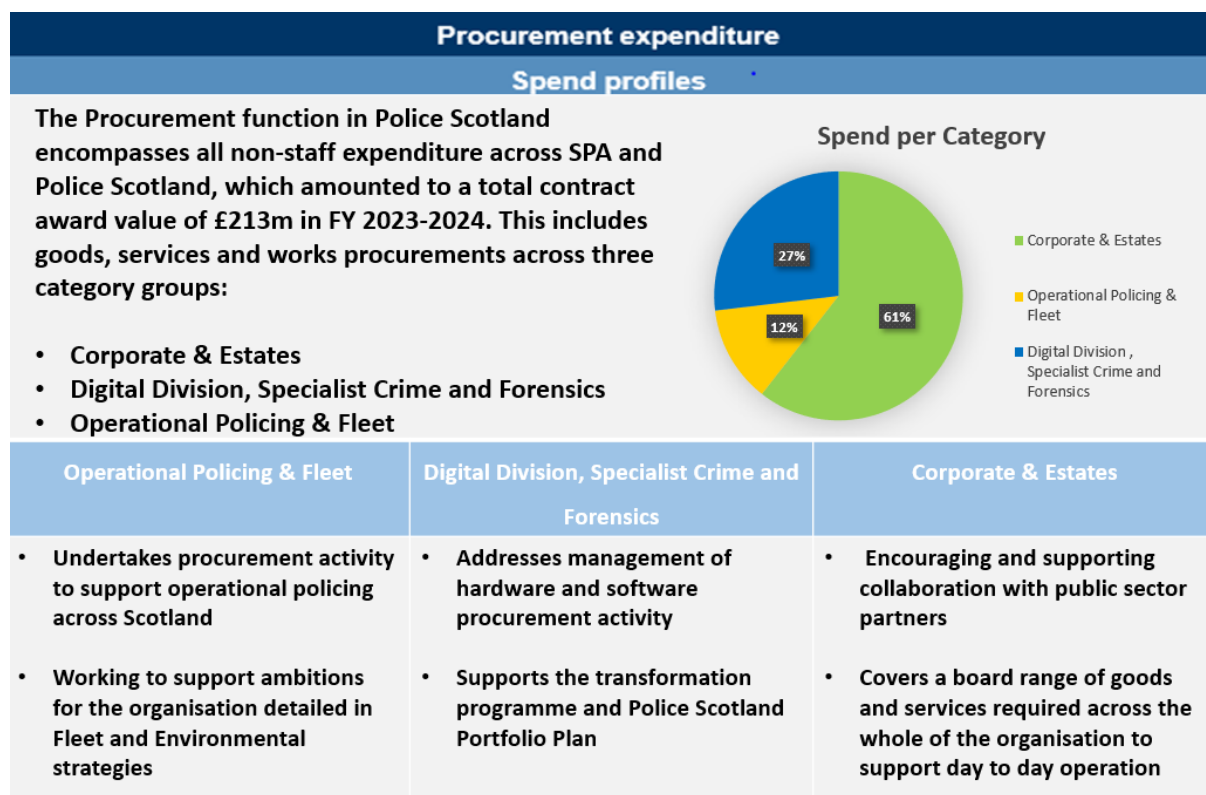 Procurement expenditure
Spend profiles
The Procurement function in Police Scotland
encompasses all non-staff expenditure across SPA and
Police Scotland, which amounted to a total contract
award value of £213m in FY 2023-2024. This includes
goods, services and works procurements across three
category groups:
• Corporate & Estates
• Digital Division, Specialist Crime and Forensics
• Operational Policing & Fleet
Spend per Category
27%
12%
61%
Corporate & Estates
Operational Policing &
Fleet
Digital Division ,
Specialist Crime and
Forensics
Operational Policing & Fleet
• Undertakes procurement activity
to support operational policing
across Scotland
• Working to support ambitions
for the organisation detailed in
Fleet and Environmental
strategies
Digital Division, Specialist Crime and
Forensics
• Addresses management of
hardware and software
procurement activity
• Supports the transformation
programme and Police Scotland
Portfolio Plan
Corporate & Estates
• Encouraging and supporting
collaboration with public sector
partners
• Covers a board range of goods
and services required across the
whole of the organisation to
support day to day operation